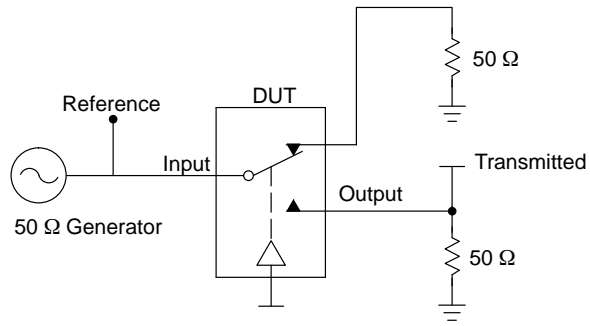 50 Ω
DUT
Reference
Input
Transmitted
Output
50 Ω Generator
50 Ω